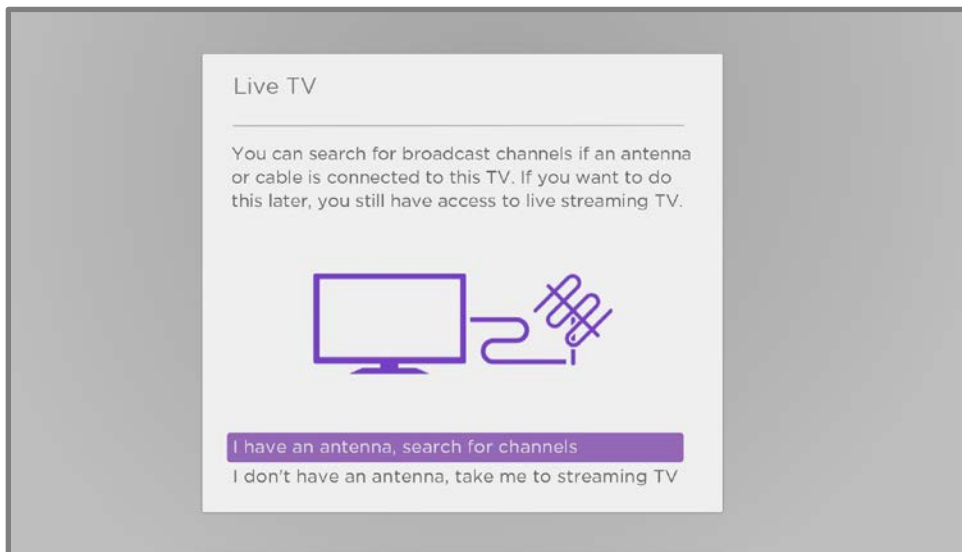 Live TV
You can search for broadcast channels if an antenna
or cable is connected to this TV. If you want to do
this later, you still have access to live streaming TV.
I have an antenna, search for channels
I don't have an antenna, take me to streaming TV